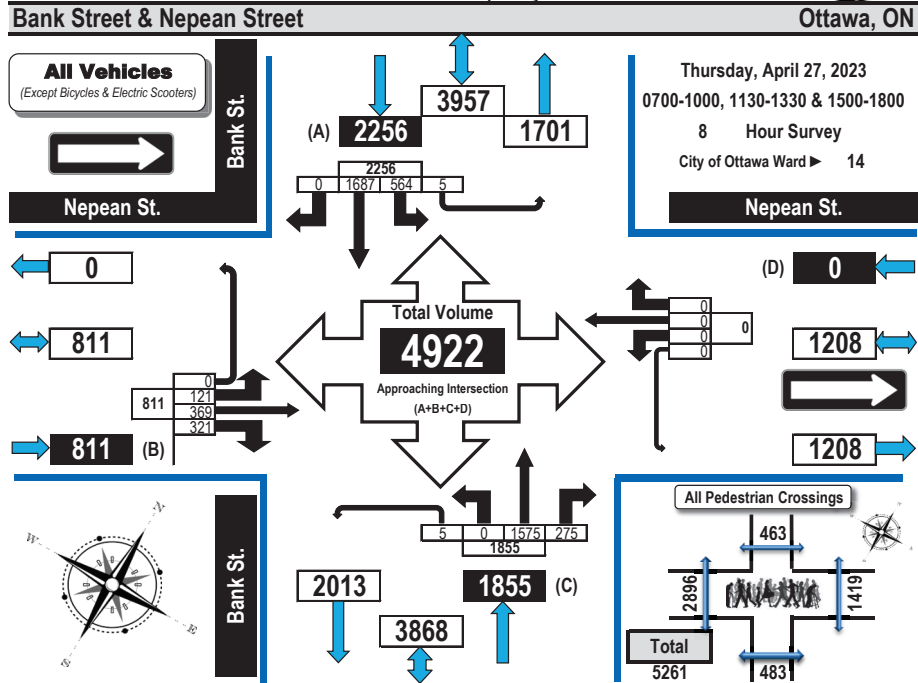 Bank Street & Nepean Street
Ottawa, ON
All Vehicles
(Except Bicycles & Electric Scooters)
Bank St.
Nepean St.
3957
(A) 2256
1701
2256
0 1687 564 5
Thursday, April 27, 2023
0700-1000, 1130-1330 & 1500-1800
8 Hour Survey
City of Ottawa Ward ► 14
Nepean St.
0
811
811
0
121
369
321
811 (B)
Total Volume
4922
Approaching Intersection
(A+B+C+D)
0
0
0
0
0
(D) 0
1208
1208
N
W
E
S
Bank St.
5 0 1575 275
1855
2013
1855 (C)
3868
All Pedestrian Crossings
463
2896
1419
Total
5261
483